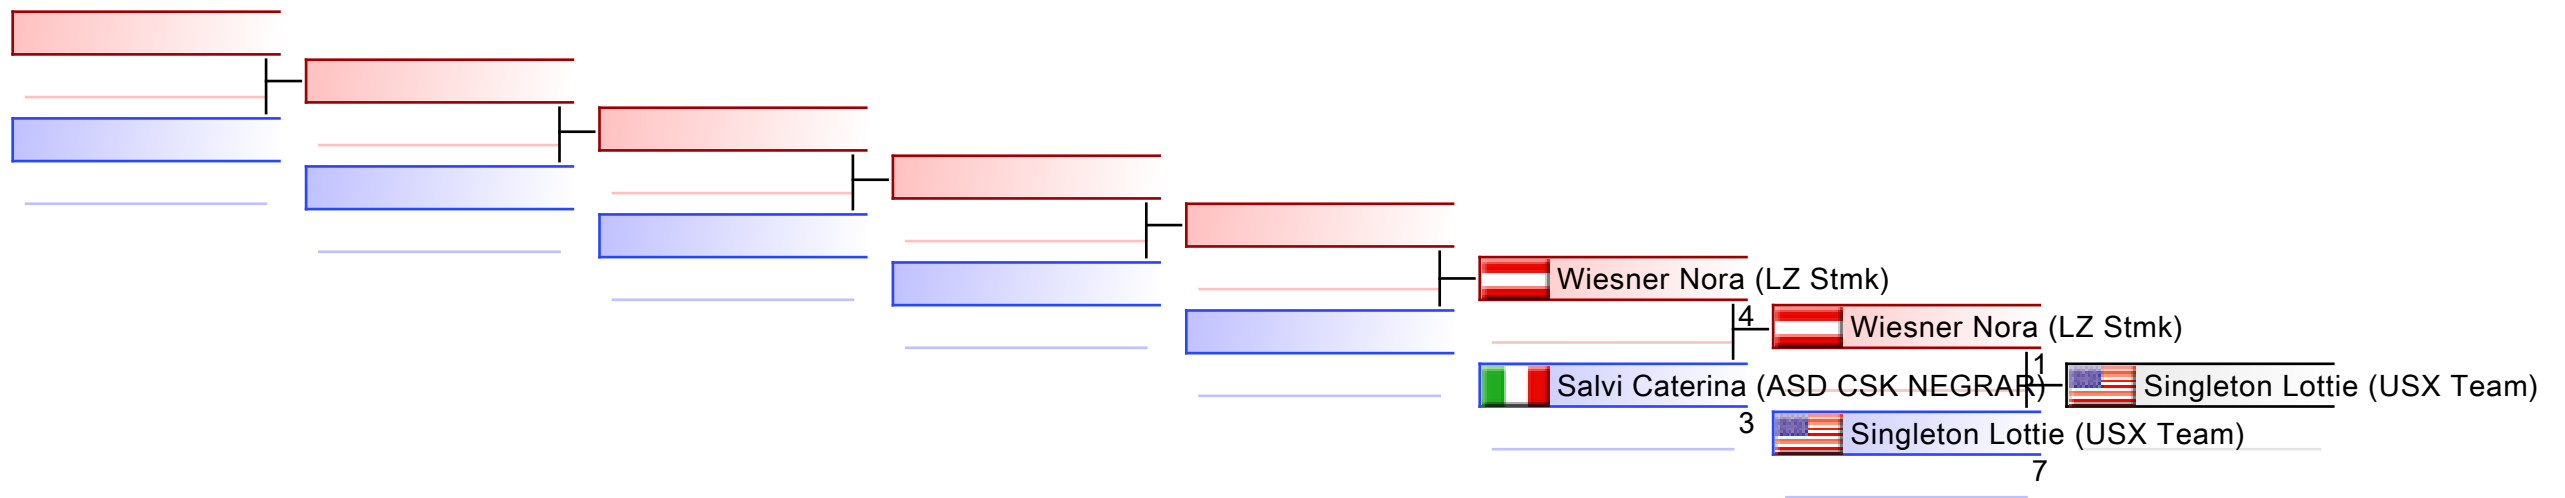 Wiesner Nora (LZ Stmk)
4
Wiesner Nora (LZ Stmk)
1
Salvi Caterina (ASD CSK NEGRAR)
Singleton Lottie (USX Team)
3
Singleton Lottie (USX Team)
7